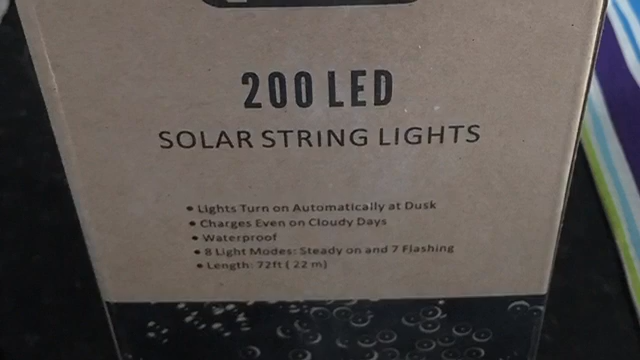 200 LED
SOLAR STRING LIGHTS
• Lights Turn on Automatically at Dusk
• Charges Even on Cloudy Days
• Waterproof
• 8 Light Modes: Steady on and 7 Flashing
• Length: 72ft ( 22 m)